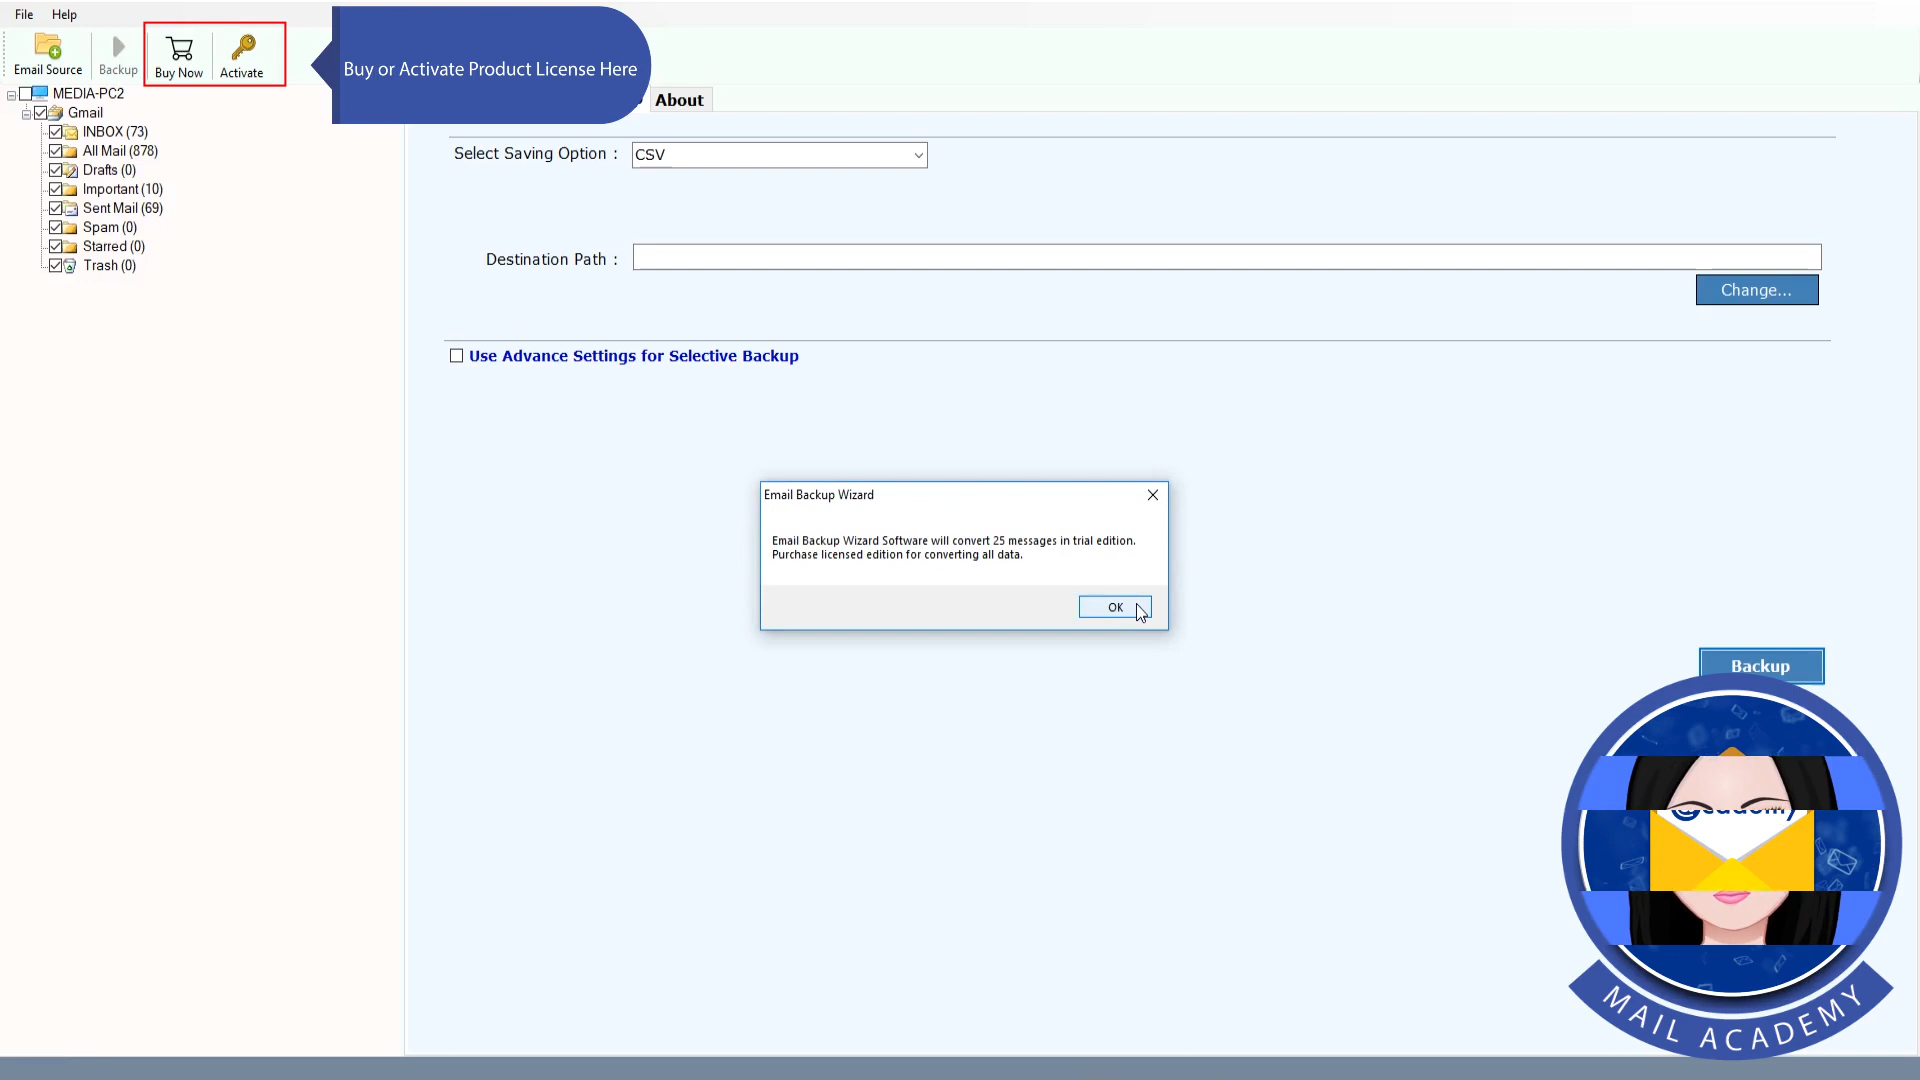 File Help
Email Source Backup Buy Now Activate
Buy or Activate Product License Here
MEDIA-PC2
Gmail
INBOX (73)
All Mail (878)
Drafts (0)
Important (10)
Sent Mail (69)
Spam (0)
Starred (0)
Trash (0)
About
Select Saving Option : CSV
Destination Path :
Change...
Use Advance Settings for Selective Backup
Email Backup Wizard
Email Backup Wizard Software will convert 25 messages in trial edition.
Purchase licensed edition for converting all data.
OK
Backup
MAIL ACADEMY